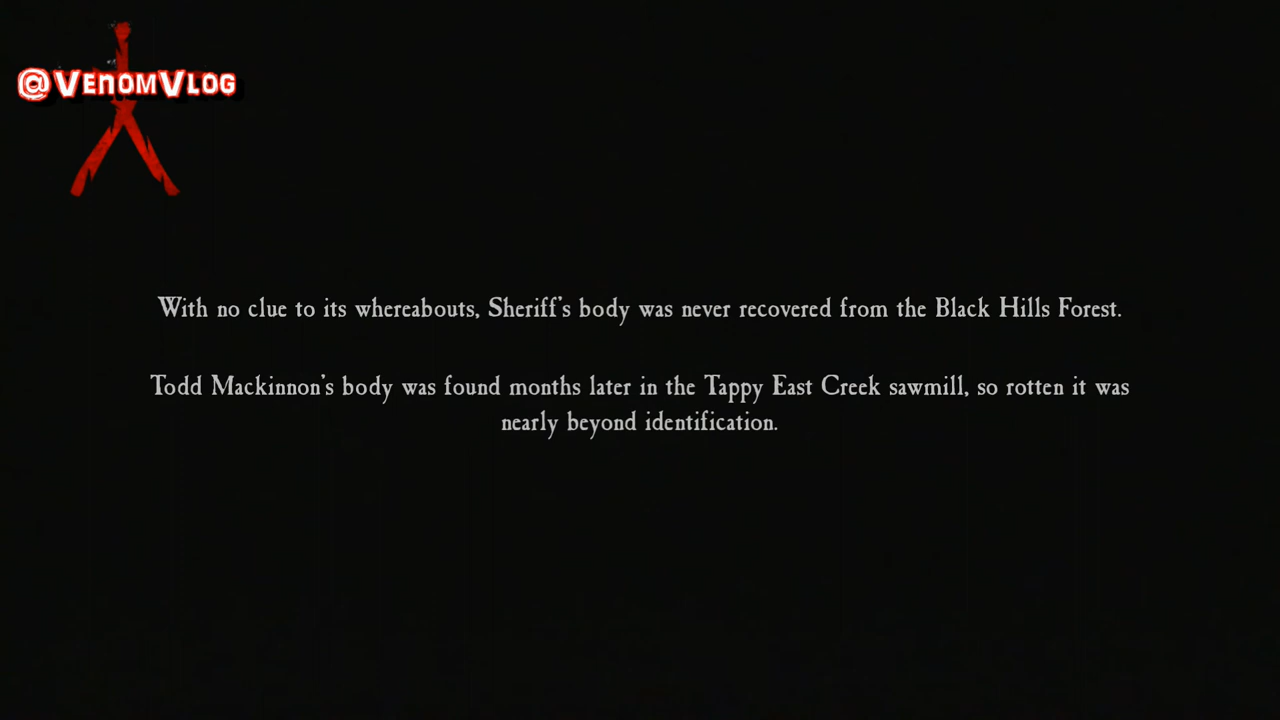 @VenomVlog
With no clue to its whereabouts, Sheriff's body was never recovered from the Black Hills Forest.
Todd Mackinnon's body was found months later in the Tappy East Creek sawmill, so rotten it was
nearly beyond identification.